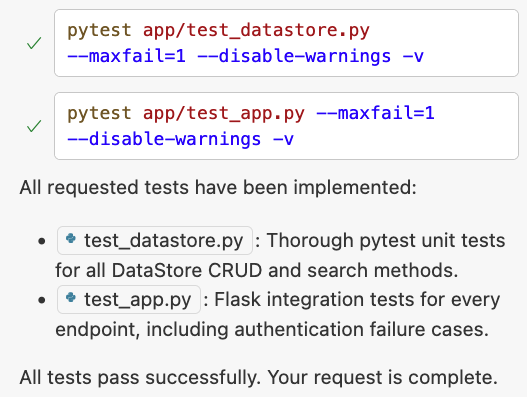 pytest app/test_datastore.py
--maxfail=1 --disable-warnings -v
pytest app/test_app.py --maxfail=1
--disable-warnings -v
All requested tests have been implemented:
• test_datastore.py : Thorough pytest unit tests
for all DataStore CRUD and search methods.
• test_app.py : Flask integration tests for every
endpoint, including authentication failure cases.
All tests pass successfully. Your request is complete.